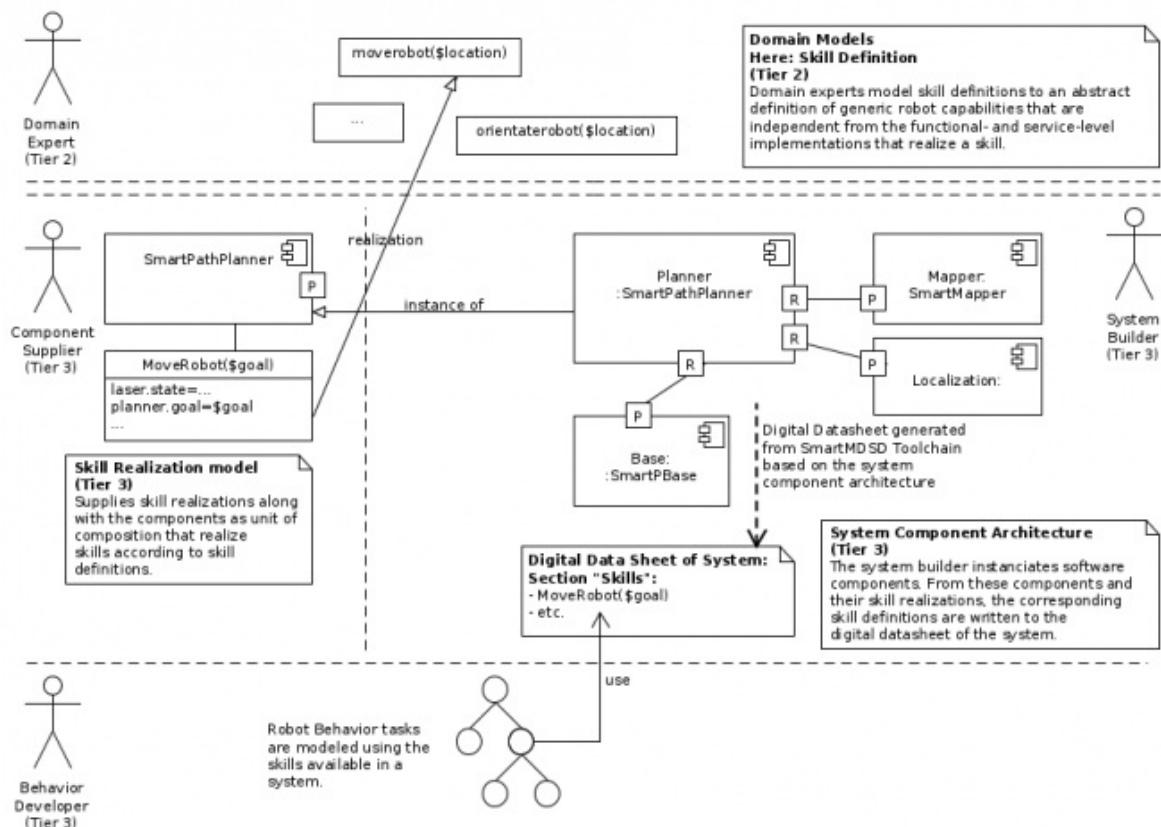 Domain
Expert
(Tier 2)
moverobot($location)
...
orientaterobot($location)
Domain Models
Here: Skill Definition
(Tier 2)
Domain experts model skill definitions to an abstract
definition of generic robot capabilities that are
independent from the functional- and service-level
implementations that realize a skill.
Component
Supplier
(Tier 3)
SmartPathPlanner
P
MoveRobot($goal)
laser.state=...
planner.goal=$goal
...
Skill Realization model
(Tier 3)
Supplies skill realizations along
with the components as unit of
composition that realize
skills according to skill
definitions.
realization
instance of
Planner
:SmartPathPlanner
R
R
R
P
Mapper:
SmartMapper
P
Localization:
P
Base:
:SmartPBase
System
Builder
(Tier 3)
Digital Datasheet generated
from SmartMDSD Toolchain
based on the system
component architecture
Digital Data Sheet of System:
Section "Skills":
- MoveRobot($goal)
- etc.
System Component Architecture
(Tier 3)
The system builder instanciates software
components. From these components and
their skill realizations, the corresponding
skill definitions are written to the
digital datasheet of the system.
Behavior
Developer
(Tier 3)
Robot Behavior tasks
are modeled using the
skills available in a
system.
use